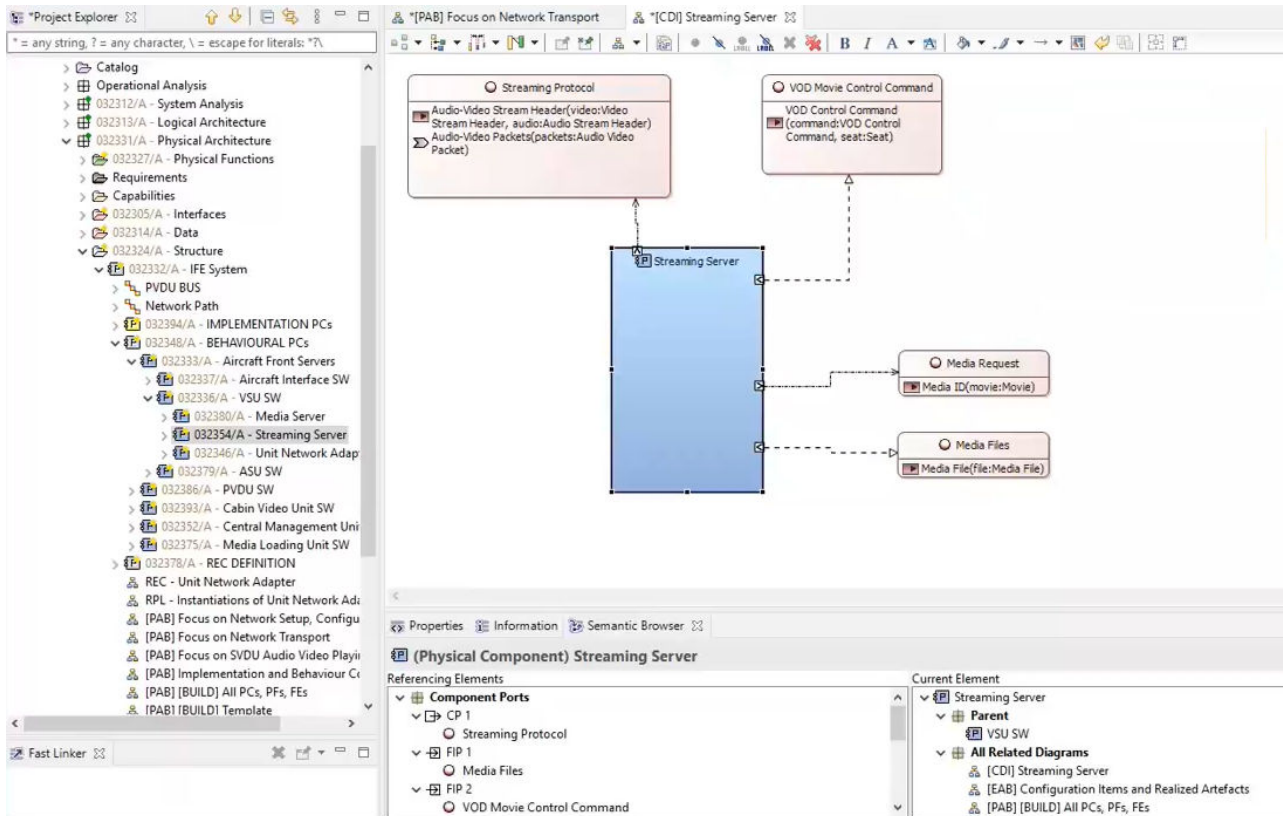 *Project Explorer
* = any string, ? = any character, \ = escape for literals: *?\
Catalog
Operational Analysis
032312/A - System Analysis
032313/A - Logical Architecture
032331/A - Physical Architecture
032327/A - Physical Functions
Requirements
Capabilities
032305/A - Interfaces
032314/A - Data
032324/A - Structure
032332/A - IFE System
PVDU BUS
Network Path
032394/A - IMPLEMENTATION PCs
032348/A - BEHAVIOURAL PCs
032333/A - Aircraft Front Servers
032337/A - Aircraft Interface SW
032336/A - VSU SW
032380/A - Media Server
032354/A - Streaming Server
032346/A - Unit Network Adap
032379/A - ASU SW
032386/A - PVDU SW
032393/A - Cabin Video Unit SW
032352/A - Central Management Uni
032375/A - Media Loading Unit SW
032378/A - REC DEFINITION
REC - Unit Network Adapter
RPL - Instantiations of Unit Network Ada
[PAB] Focus on Network Setup, Configu
[PAB] Focus on Network Transport
[PAB] Focus on SVDU Audio Video Playin
[PAB] Implementation and Behaviour Co
[PAB] [BUILD] All PCs, PFs, FEs
[PAB] [BUILD] Template
Fast Linker
*[PAB] Focus on Network Transport
*[CDI] Streaming Server
B I A
Streaming Protocol
Audio-Video Stream Header(video:Video
Stream Header, audio:Audio Stream Header)
Audio-Video Packets(packets:Audio Video
Packet)
VOD Movie Control Command
VOD Control Command
(command:VOD Control
Command, seat:Seat)
Streaming Server
Media Request
Media ID(movie:Movie)
Media Files
Media File(file:Media File)
Properties
Information
Semantic Browser
(Physical Component) Streaming Server
Referencing Elements
Component Ports
CP 1
Streaming Protocol
FIP 1
Media Files
FIP 2
VOD Movie Control Command
Current Element
Streaming Server
Parent
VSU SW
All Related Diagrams
[CDI] Streaming Server
[EAB] Configuration Items and Realized Artefacts
[PAB] [BUILD] All PCs, PFs, FEs